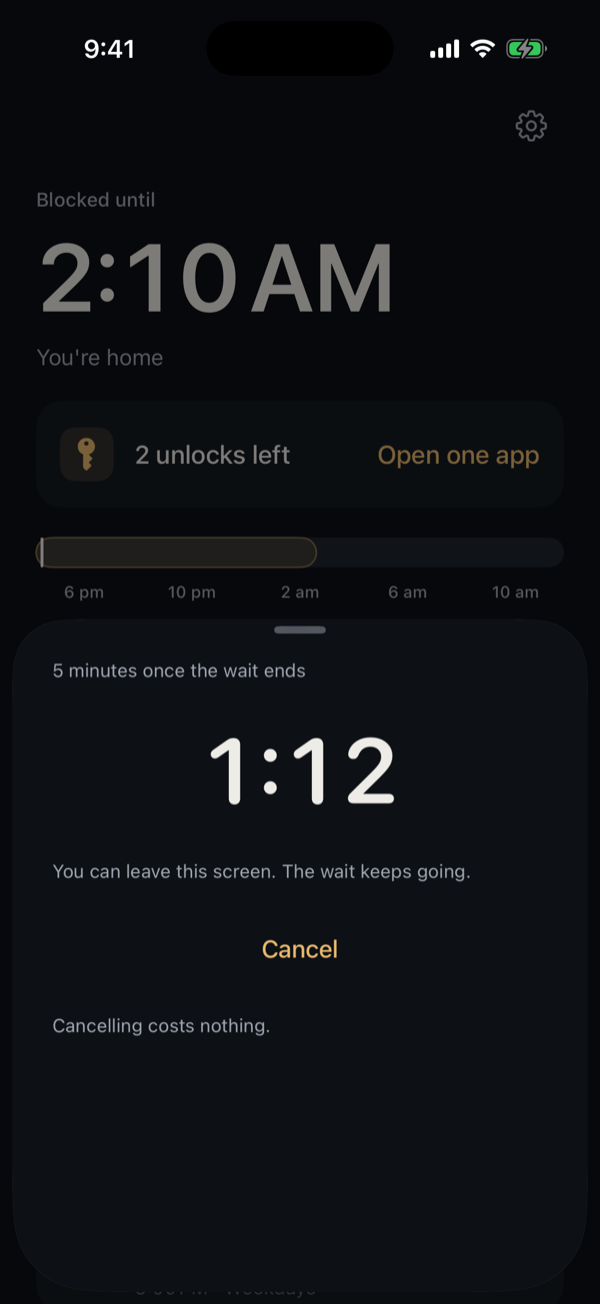 9:41
Blocked until
2:10 AM
You're home
2 unlocks left
Open one app
6 pm 10 pm 2 am 6 am 10 am
5 minutes once the wait ends
1:12
You can leave this screen. The wait keeps going.
Cancel
Cancelling costs nothing.